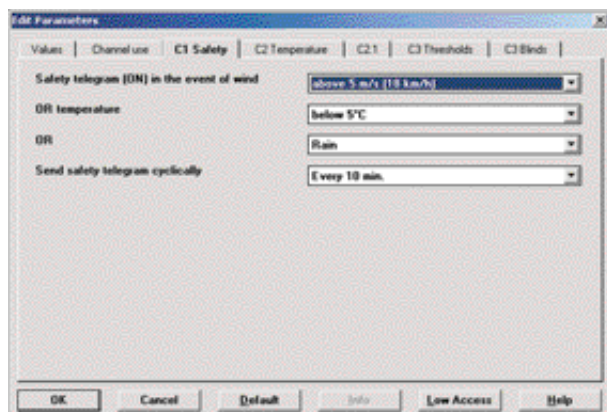 Edit Parameters
Values Channel use C1 Safety C2 Temperature C2.1 C3 Thresholds C3 Blinds
Safety telegram (ON) in the event of wind above 5 m/s (18 km/h)
OR temperature below 5°C
OR Rain
Send safety telegram cyclically Every 10 min.
OK Cancel Default Info Low Access Help